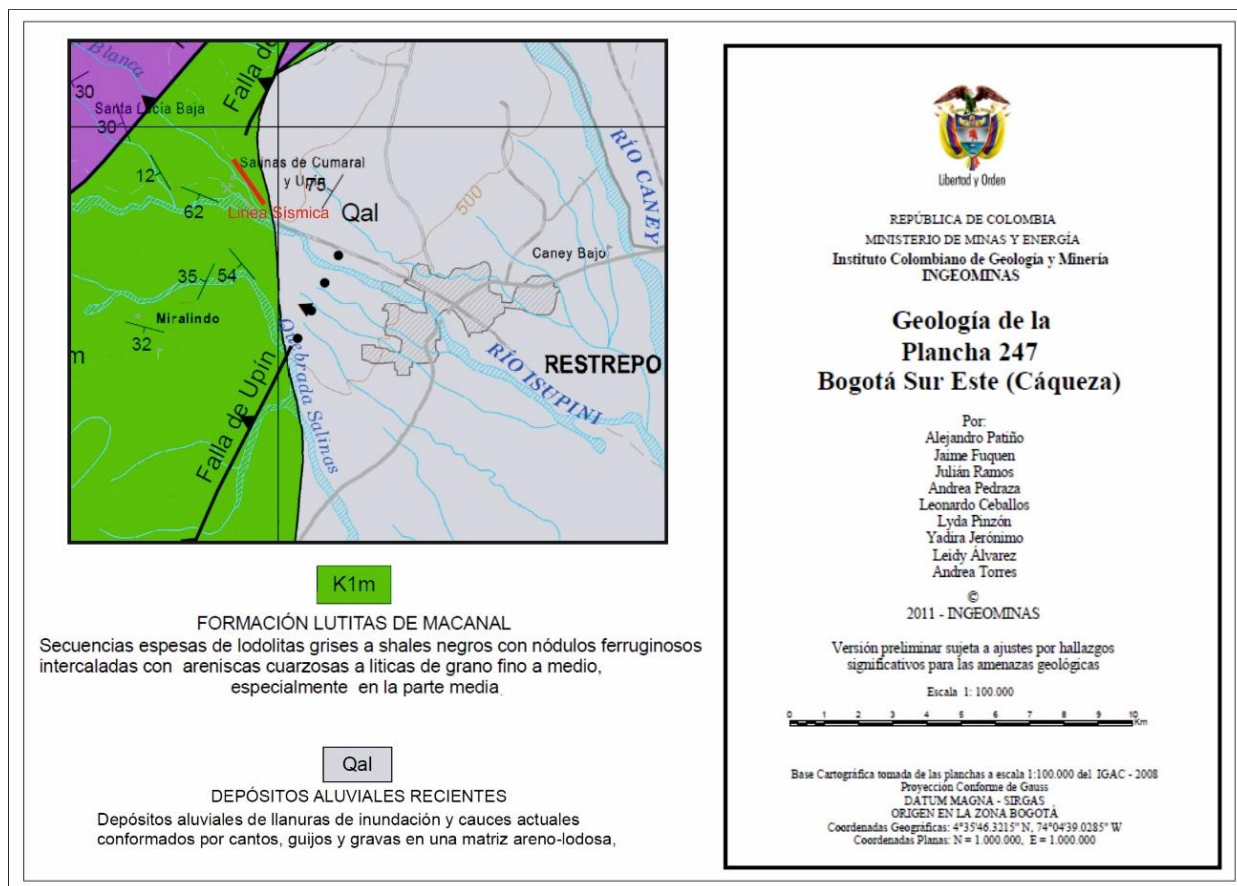 Blanca
30
Santa Lucía Baja
30
Falla de
12
62
Salinas de Cumaral
y Upin
75
Línea Sísmica
Qal
500
RÍO CANEY
Caney Bajo
35
54
Miralindo
32
m
Falla de Upín
Quebrada Salinas
RÍO ISUPINI
RESTREPO
K1m
FORMACIÓN LUTITAS DE MACANAL
Secuencias espesas de lodolitas grises a shales negros con nódulos ferruginosos
intercaladas con areniscas cuarzosas a liticas de grano fino a medio,
especialmente en la parte media
Qal
DEPÓSITOS ALUVIALES RECIENTES
Depósitos aluviales de llanuras de inundación y cauces actuales
conformados por cantos, guijos y gravas en una matriz areno-lodosa,
Libertad y Orden
REPÚBLICA DE COLOMBIA
MINISTERIO DE MINAS Y ENERGÍA
Instituto Colombiano de Geología y Minería
INGEOMINAS
Geología de la
Plancha 247
Bogotá Sur Este (Cáqueza)
Por:
Alejandro Patiño
Jaime Fuquen
Julián Ramos
Andrea Pedraza
Leonardo Ceballos
Lyda Pinzón
Yadira Jerónimo
Leidy Álvarez
Andrea Torres
©
2011 - INGEOMINAS
Versión preliminar sujeta a ajustes por hallazgos
significativos para las amenazas geológicas
Escala 1: 100.000
0 1 2 3 4 5 6 7 8 9 10
Km
Base Cartográfica tomada de las planchas a escala 1:100.000 del IGAC - 2008
Proyección Conforme de Gauss
DATUM MAGNA - SIRGAS
ORIGEN EN LA ZONA BOGOTÁ
Coordenadas Geográficas: 4°35'46.3215" N, 74°04'39.0285" W
Coordenadas Planas: N = 1.000.000, E = 1.000.000